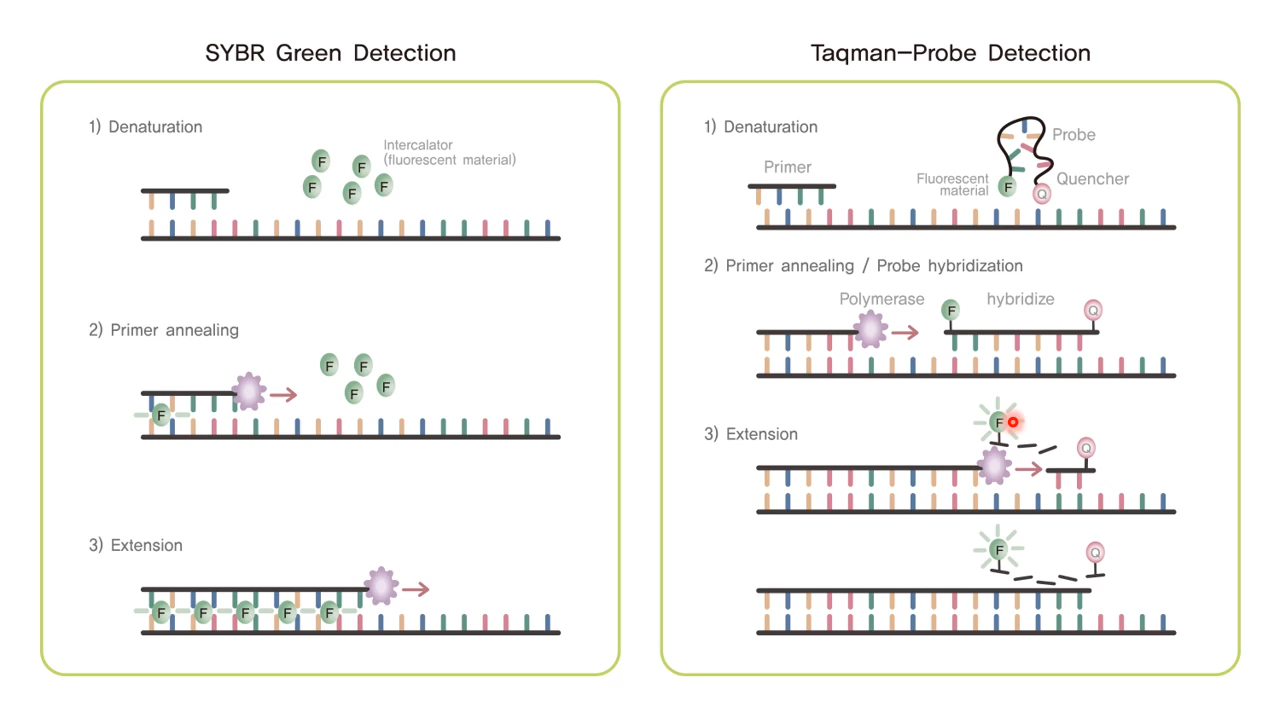 SYBR Green Detection
1) Denaturation
Intercalator
(fluorescent material)
F
F
F
F
F
2) Primer annealing
F
F
F
F
F
3) Extension
F
F
F
F
F
Taqman-Probe Detection
1) Denaturation
Probe
Primer
Fluorescent
material
F
Quencher
Q
2) Primer annealing / Probe hybridization
Polymerase
hybridize
F
Q
3) Extension
F
Q
F
Q